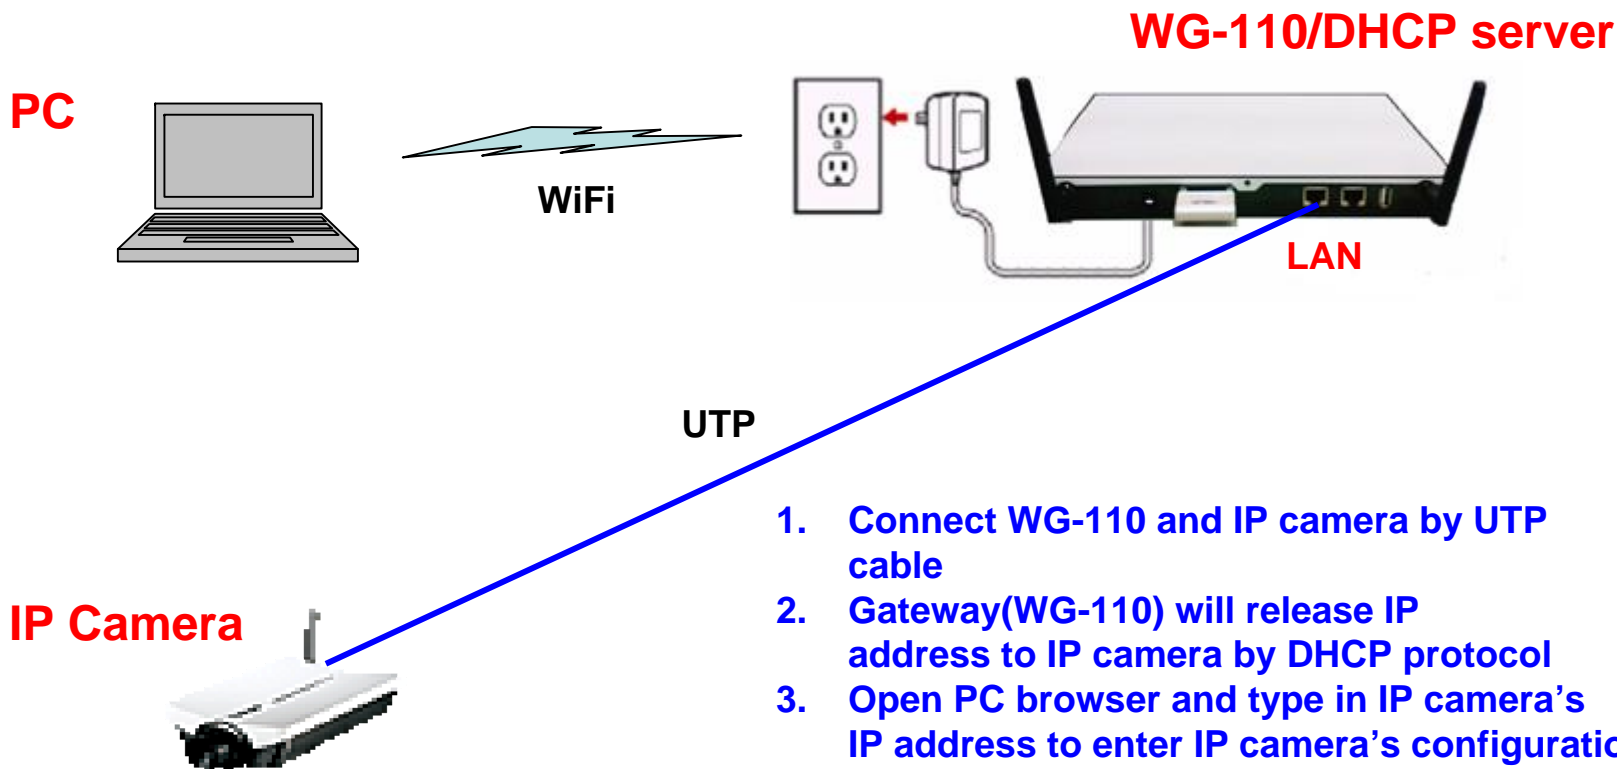 WG-110/DHCP server
PC
WiFi
LAN
UTP
1. Connect WG-110 and IP camera by UTP
cable
2. Gateway(WG-110) will release IP
address to IP camera by DHCP protocol
3. Open PC browser and type in IP camera’s
IP address to enter IP camera’s configuratio
IP Camera